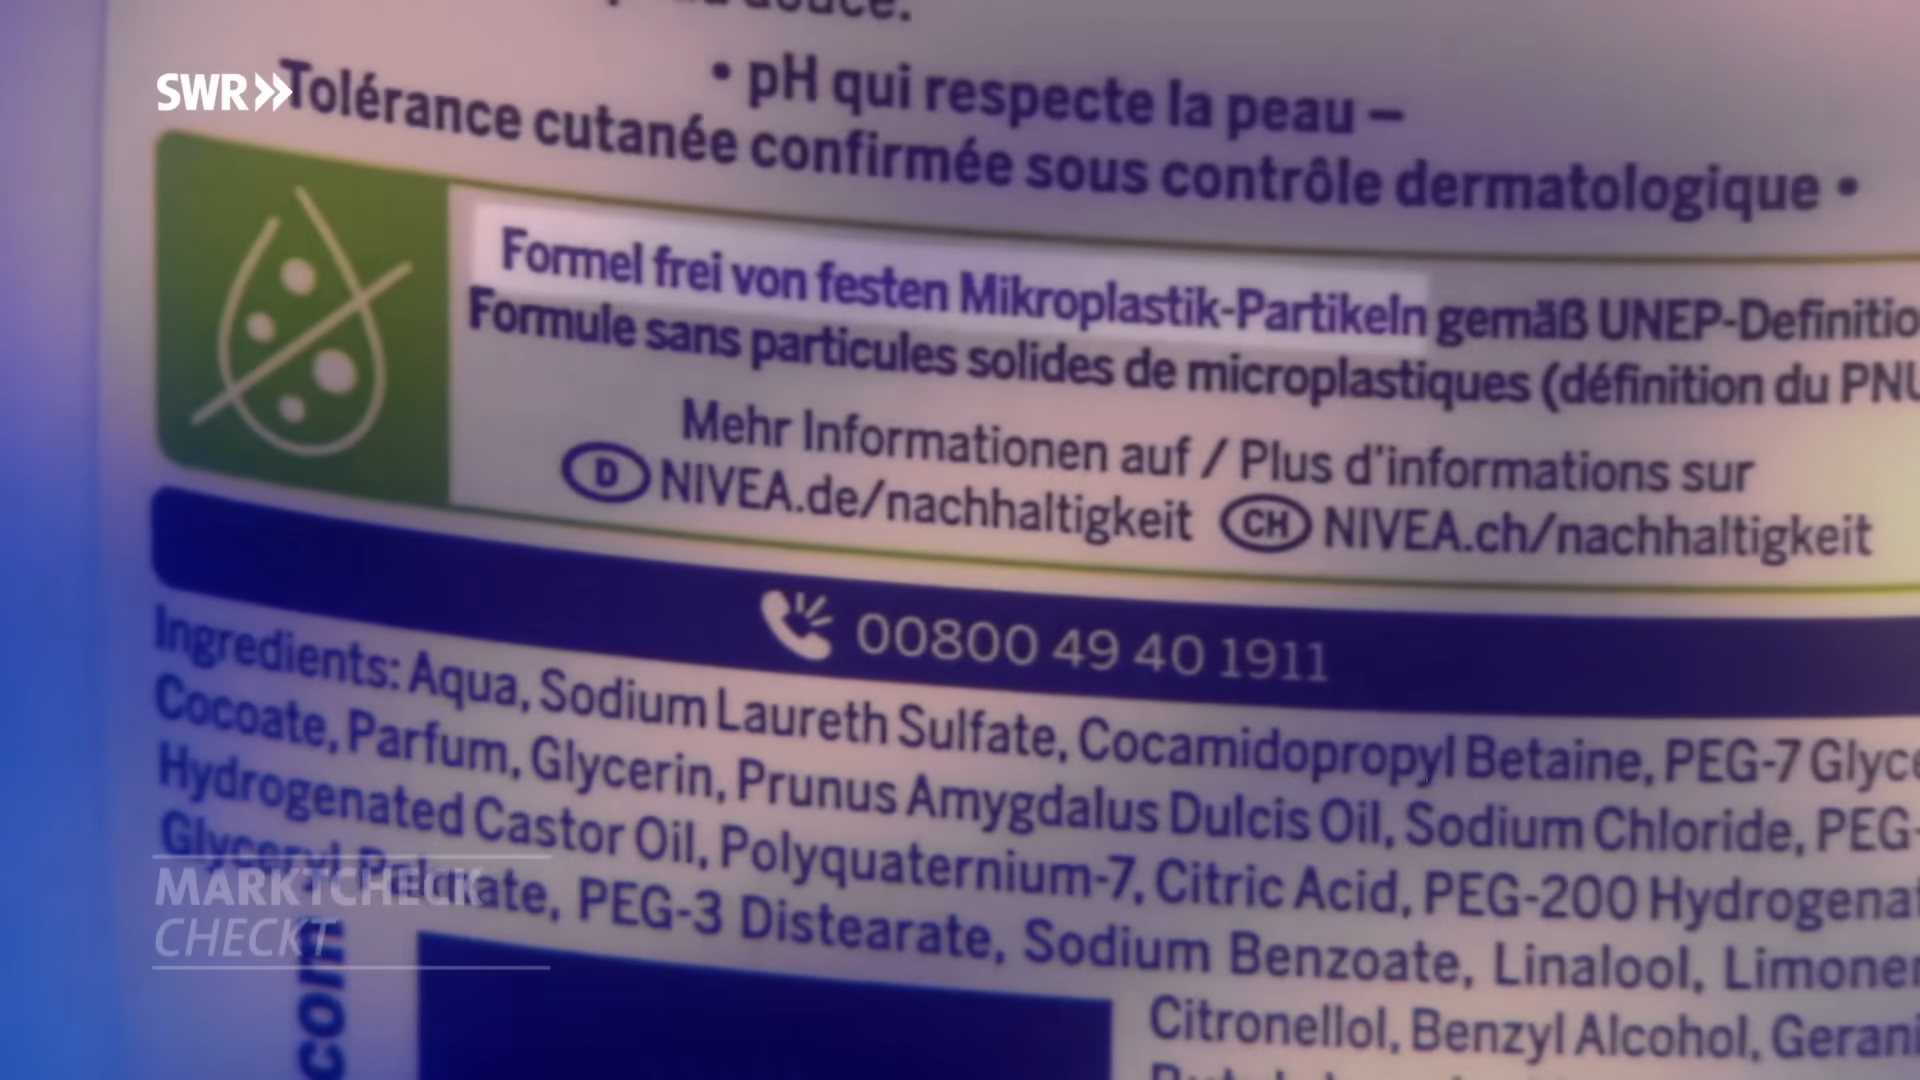 SWR
• pH qui respecte la peau –
Tolérance cutanée confirmée sous contrôle dermatologique •
Formel frei von festen Mikroplastik-Partikeln gemäß UNEP-Definitio
Formule sans particules solides de microplastiques (définition du PNU
Mehr Informationen auf / Plus d'informations sur
D NIVEA.de/nachhaltigkeit CH NIVEA.ch/nachhaltigkeit
00800 49 40 1911
Ingredients: Aqua, Sodium Laureth Sulfate, Cocamidopropyl Betaine, PEG-7 Glyce
Cocoate, Parfum, Glycerin, Prunus Amygdalus Dulcis Oil, Sodium Chloride, PEG-
Hydrogenated Castor Oil, Polyquaternium-7, Citric Acid, PEG-200 Hydrogenat
Glyceryl Palmate, PEG-3 Distearate, Sodium Benzoate, Linalool, Limonen
Citronellol, Benzyl Alcohol, Gerani
MARKTCHECK
CHECKT
com